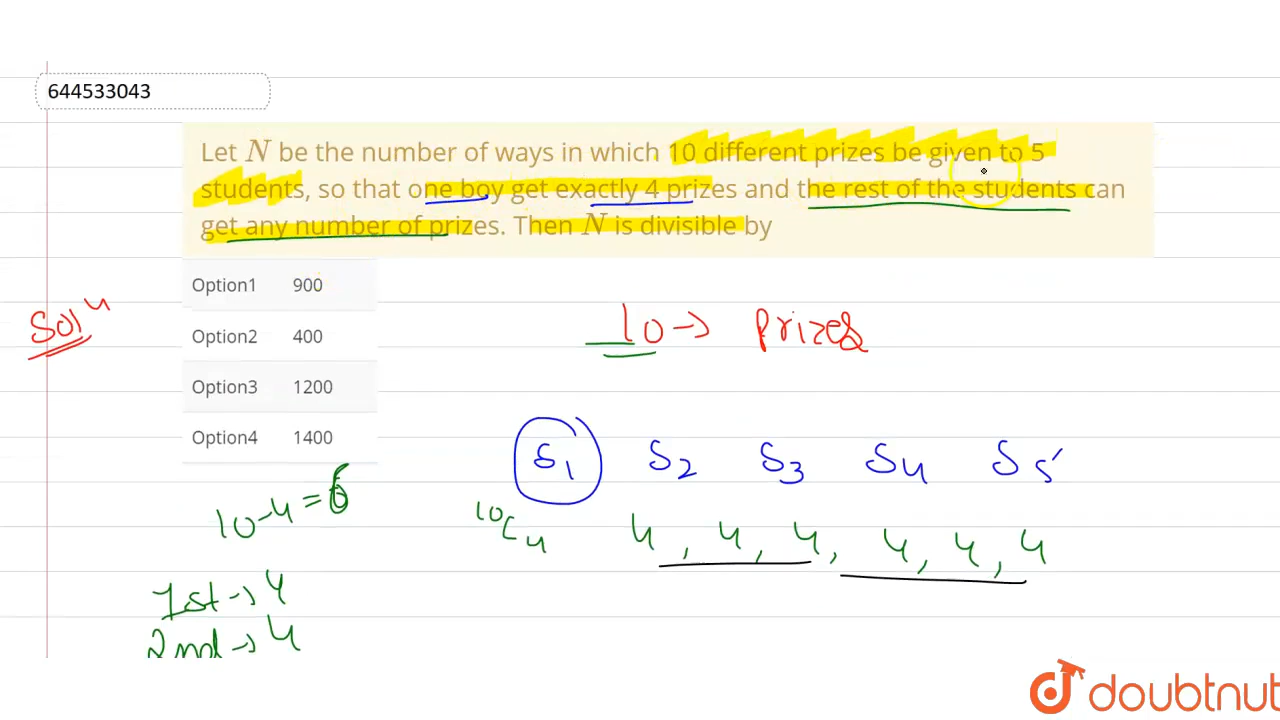 644533043
Let N be the number of ways in which 10 different prizes be given to 5
students, so that one boy get exactly 4 prizes and the rest of the students can
get any number of prizes. Then N is divisible by
Option1 900
Option2 400
Option3 1200
Option4 1400
Solⁿ
10 → Prizes
S1 S2 S3 S4 S5
10C4 4, 4, 4, 4, 4, 4
10-4=6
1st → 4
2nd → 4
doubtnut